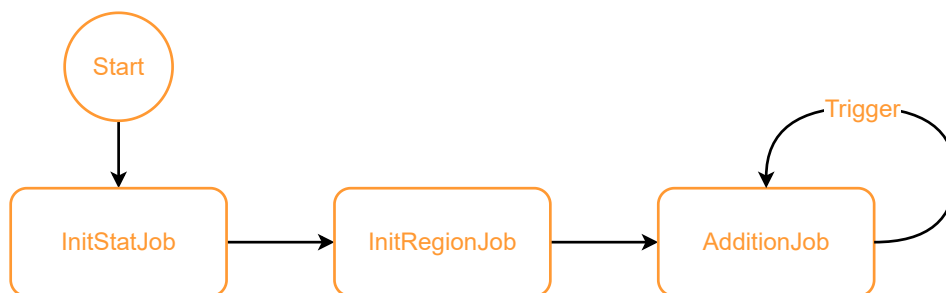 Start
Trigger
InitStatJob
InitRegionJob
AdditionJob